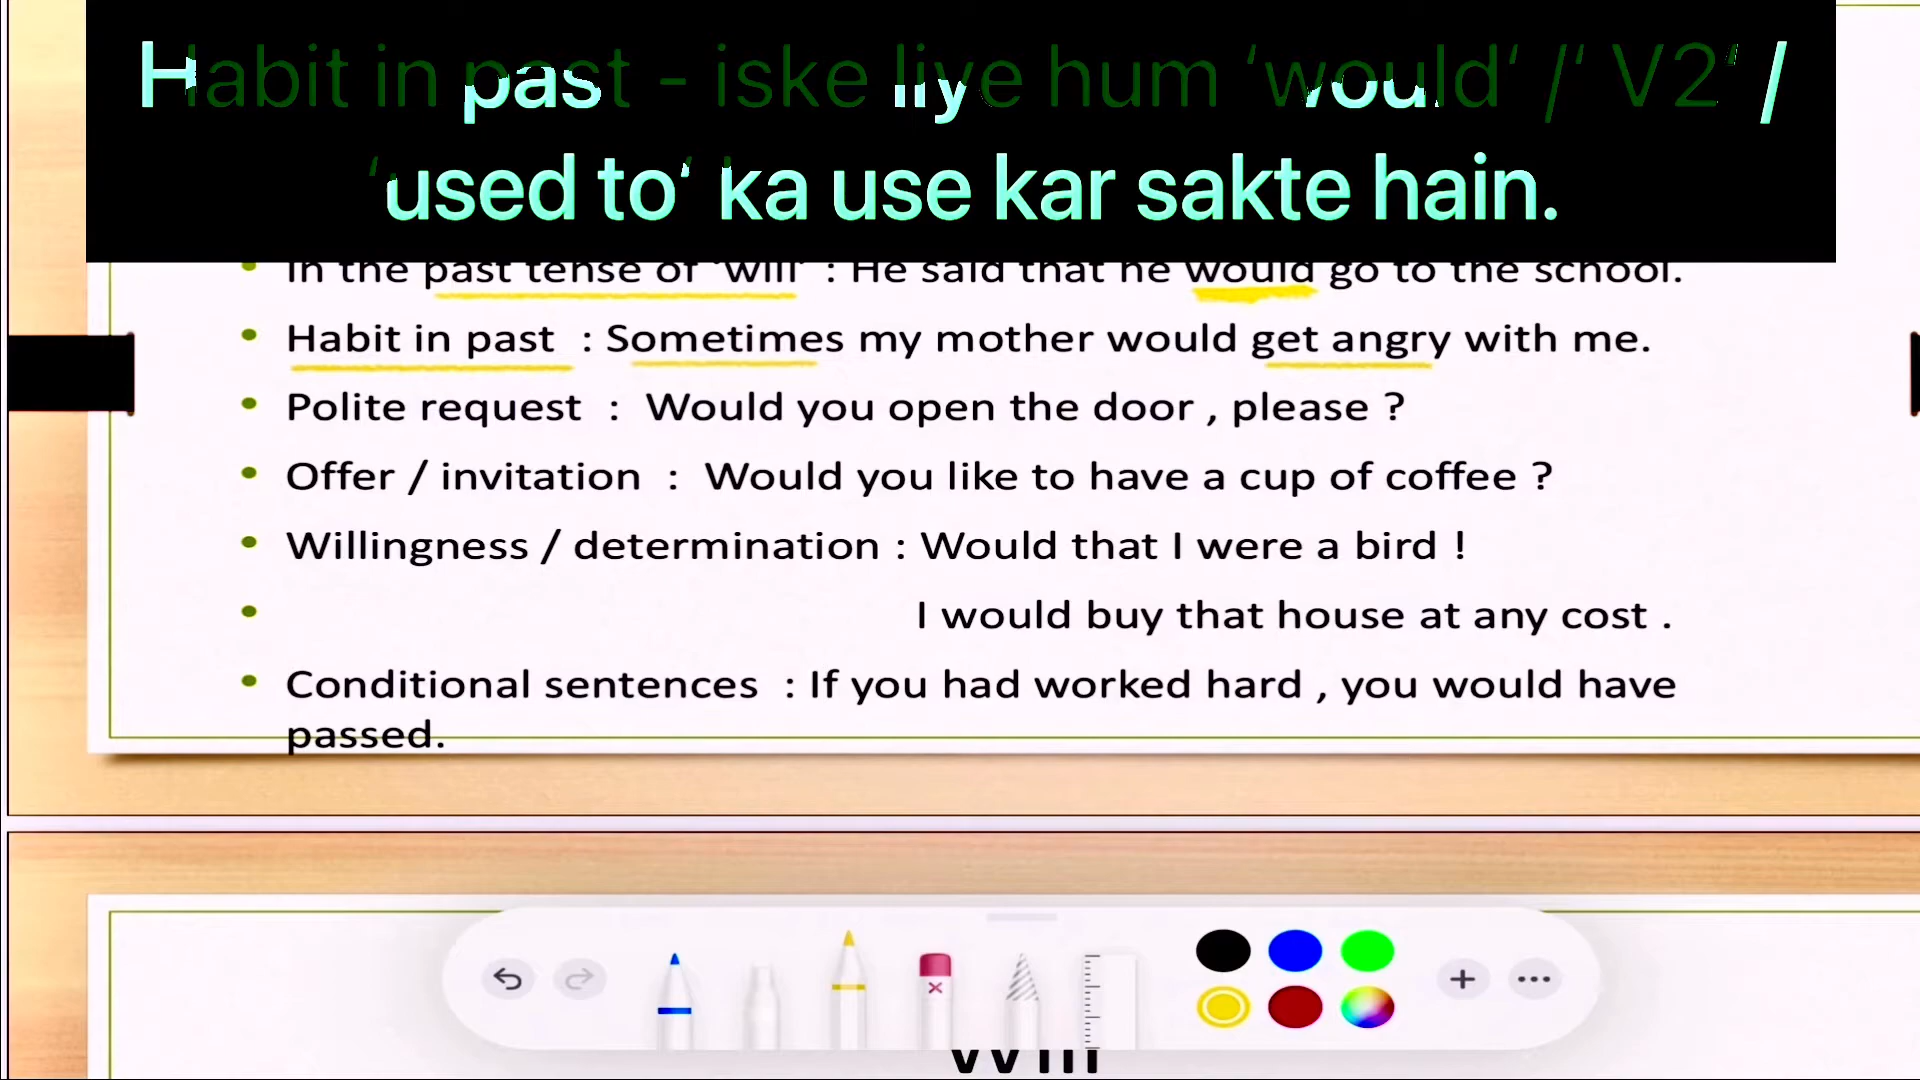 Habit in past - iske liye hum ‘would‘ /‘ V2‘ /
‘used to‘ ka use kar sakte hain.
In the past tense of ‘will’ : He said that he would go to the school.
Habit in past : Sometimes my mother would get angry with me.
Polite request : Would you open the door , please ?
Offer / invitation : Would you like to have a cup of coffee ?
Willingness / determination : Would that I were a bird !
I would buy that house at any cost .
Conditional sentences : If you had worked hard , you would have
passed.
Will